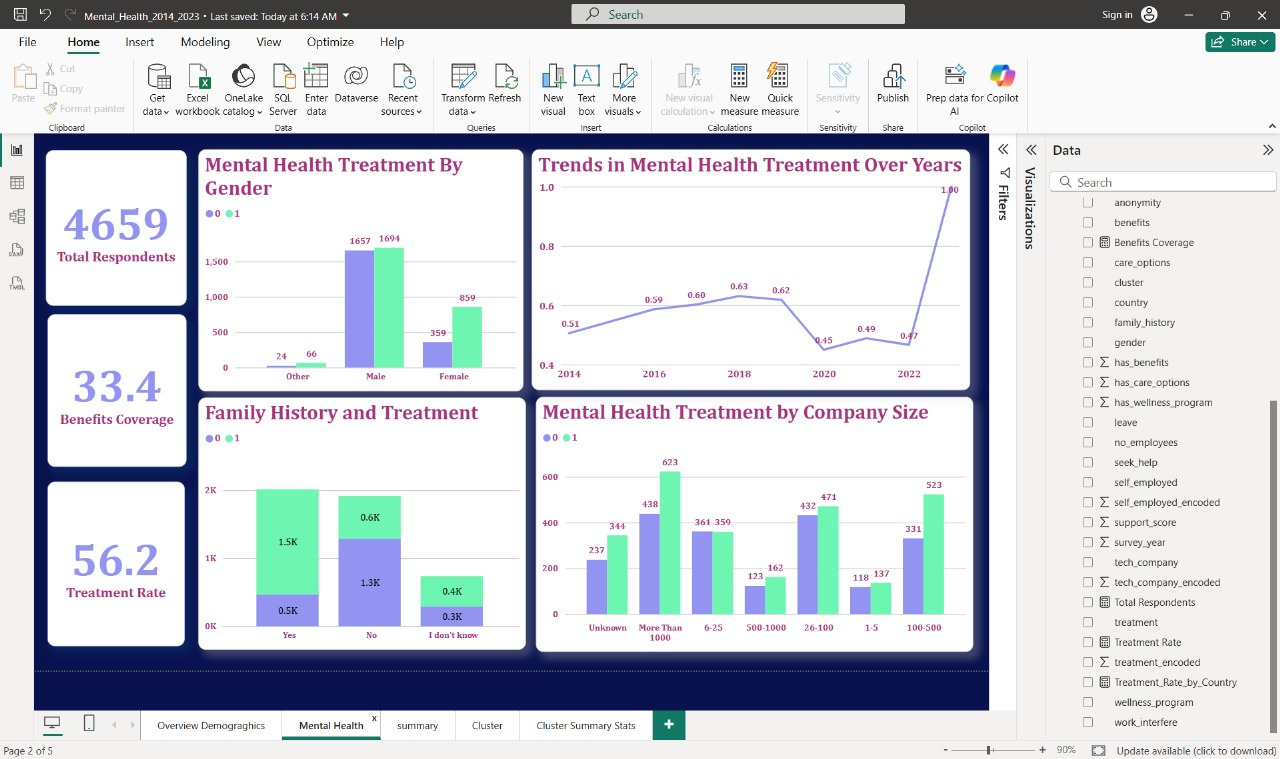 Mental_Health_2014_2023 • Last saved: Today at 6:14 AM
Search
Sign in
File Home Insert Modeling View Optimize Help
Share
Paste
Cut
Copy
Format painter
Clipboard
Get data
Excel workbook
OneLake catalog
SQL Server
Enter data
Dataverse
Recent sources
Data
Transform data
Refresh
Queries
New visual
Text box
More visuals
Insert
New visual calculation
New measure
Quick measure
Calculations
Sensitivity
Sensitivity
Publish
Share
Prep data for AI
Copilot
Copilot
4659
Total Respondents
33.4
Benefits Coverage
56.2
Treatment Rate
Mental Health Treatment By
Gender
0 1
1,500
1,000
500
0
24 66
1657 1694
359 859
Other Male Female
Trends in Mental Health Treatment Over Years
1.0
0.8
0.6
0.4
0.51 0.59 0.60 0.63 0.62 0.45 0.49 0.47 1.00
2014 2016 2018 2020 2022
Family History and Treatment
0 1
2K
1K
0K
1.5K
0.5K
0.6K
1.3K
0.4K
0.3K
Yes No I don't know
Mental Health Treatment by Company Size
0 1
600
400
200
0
237 344
438 623
361 359
123 162
432 471
118 137
331 523
Unknown More Than 1000 6-25 500-1000 26-100 1-5 100-500
Filters
Visualizations
Data
Search
anonymity
benefits
Benefits Coverage
care_options
cluster
country
family_history
gender
has_benefits
has_care_options
has_wellness_program
leave
no_employees
seek_help
self_employed
self_employed_encoded
support_score
survey_year
tech_company
tech_company_encoded
Total Respondents
treatment
Treatment Rate
treatment_encoded
Treatment_Rate_by_Country
wellness_program
work_interfere
Overview Demograghics
Mental Health
x
summary
Cluster
Cluster Summary Stats
+
Page 2 of 5
- + 90%
Update available (click to download)